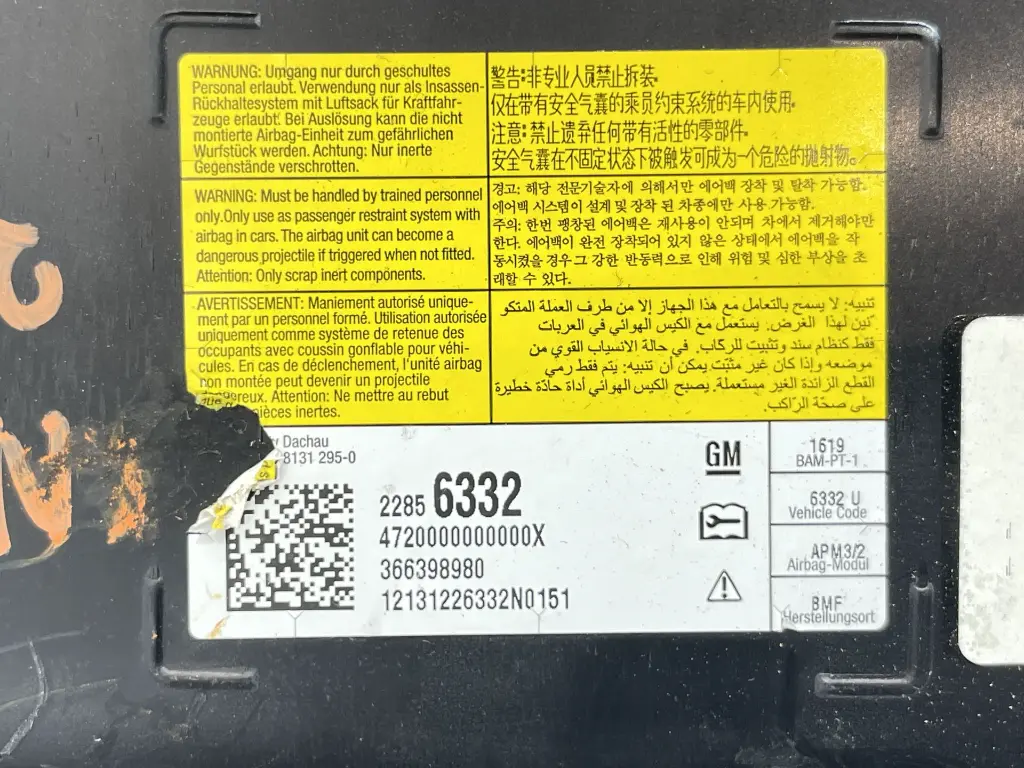 WARNUNG: Umgang nur durch geschultes
Personal erlaubt. Verwendung nur als Insassen-
Rückhaltesystem mit Luftsack für Kraftfahr-
zeuge erlaubt. Bei Auslösung kann die nicht
montierte Airbag-Einheit zum gefährlichen
Wurfstück werden. Achtung: Nur inerte
Gegenstände verschrotten.
警告:非专业人员禁止拆装.
仅在带有安全气囊的乘员约束系统的车内使用.
注意:禁止遗弃任何带有活性的零部件.
安全气囊在不固定状态下被触发可成为一个危险的抛射物。
WARNING: Must be handled by trained personnel
only.Only use as passenger restraint system with
airbag in cars. The airbag unit can become a
dangerous projectile if triggered when not fitted.
Attention: Only scrap inert components.
경고: 해당 전문기술자에 의해서만 에어백 장착 및 탈착 가능함.
에어백 시스템이 설계 및 장착 된 차종에만 사용 가능함.
주의: 한번 팽창된 에어백은 재사용이 안되며 차에서 제거해야만
한다. 에어백이 완전 장착되어 있지 않은 상태에서 에어백을 작
동시켰을 경우 그 강한 반동력으로 인해 위험 및 심한 부상을 초
래할 수 있다.
AVERTISSEMENT: Maniement autorisé unique-
ment par un personnel formé. Utilisation autorisée
uniquement comme système de retenue des
occupants avec coussin gonflable pour véhi-
cules. En cas de déclenchement, l'unité airbag
non montée peut devenir un projectile
dangereux. Attention: Ne mettre au rebut
pièces inertes.
تنبيه: لا يسمح بالتعامل مع هذا الجهاز إلا من طرف العملة المتكو
نين لهذا الغرض. يستعمل مع الكيس الهوائي في العربات
فقط كنظام سند وتثبيت للركاب. في حالة الانسياب القوي من
موضعه وإذا كان غير مثبّت يمكن أن تنبيه: يتم فقط رمي
القطع الزائدة الغير مستعملة. يصبح الكيس الهوائي أداة حادّة خطيرة
على صحّة الرّاكب.
Dachau
8131 295-0
2285 6332
4720000000000X
366398980
12131226332N0151
GM
1619
BAM-PT-1
6332 U
Vehicle Code
APM3/2
Airbag-Modul
BMF
Herstellungsort